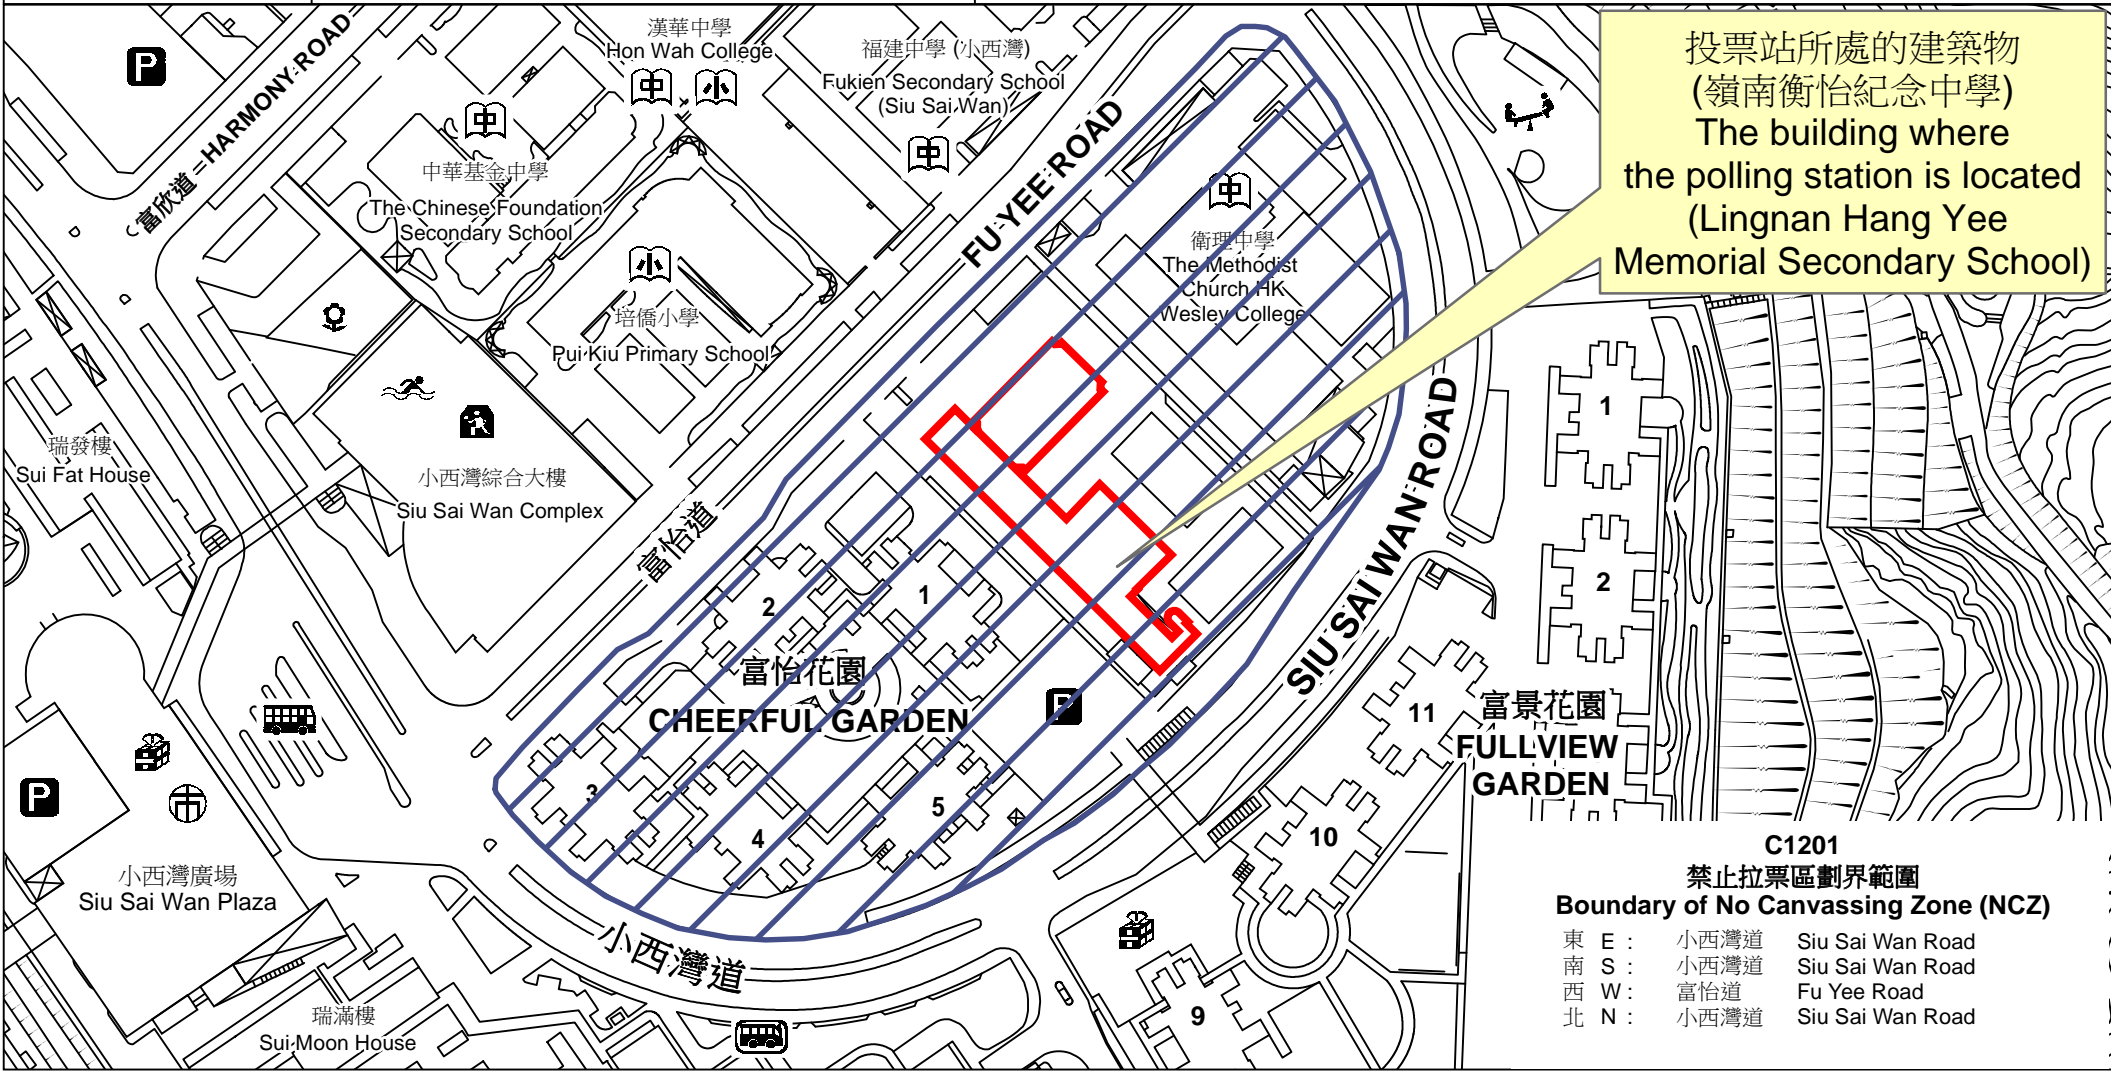 漢華中學
Hon Wah College
福建中學 (小西灣)
Fukien Secondary School
(Siu Sai Wan)
投票站所處的建築物
(嶺南衡怡紀念中學)
The building where
the polling station is located
(Lingnan Hang Yee
Memorial Secondary School)
P
富欣道 HARMONY ROAD
中
小
中
中
中華基金中學
The Chinese Foundation
Secondary School
小
培僑小學
Pui Kiu Primary School
FU YEE ROAD
富怡道
中
衛理中學
The Methodist
Church HK
Wesley College
瑞發樓
Sui Fat House
小西灣綜合大樓
Siu Sai Wan Complex
SIU SAI WAN ROAD
1
2
2
1
富怡花園
CHEERFUL GARDEN
P
3
4
5
11
富景花園
FULLVIEW
GARDEN
10
9
P
小西灣廣場
Siu Sai Wan Plaza
小西灣道
瑞滿樓
Sui Moon House
C1201
禁止拉票區劃界範圍
Boundary of No Canvassing Zone (NCZ)
東 E : 小西灣道 Siu Sai Wan Road
南 S : 小西灣道 Siu Sai Wan Road
西 W : 富怡道 Fu Yee Road
北 N : 小西灣道 Siu Sai Wan Road